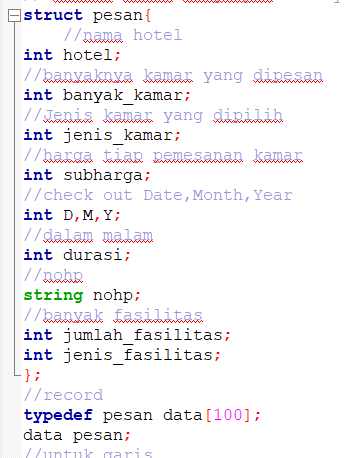 struct pesan{
//nama hotel
int hotel;
//banyaknya kamar yang dipesan
int banyak_kamar;
//Jenis kamar yang dipilih
int jenis_kamar;
//harga tiap pemesanan kamar
int subharga;
//check out Date,Month,Year
int D,M,Y;
//dalam malam
int durasi;
//nohp
string nohp;
//banyak fasilitas
int jumlah_fasilitas;
int jenis_fasilitas;
};
//record
typedef pesan data[100];
data pesan;
//untuk garis